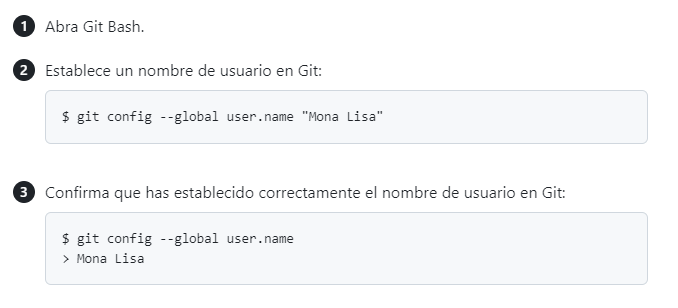 1 Abra Git Bash.
2 Establece un nombre de usuario en Git:
$ git config --global user.name "Mona Lisa"
3 Confirma que has establecido correctamente el nombre de usuario en Git:
$ git config --global user.name
> Mona Lisa